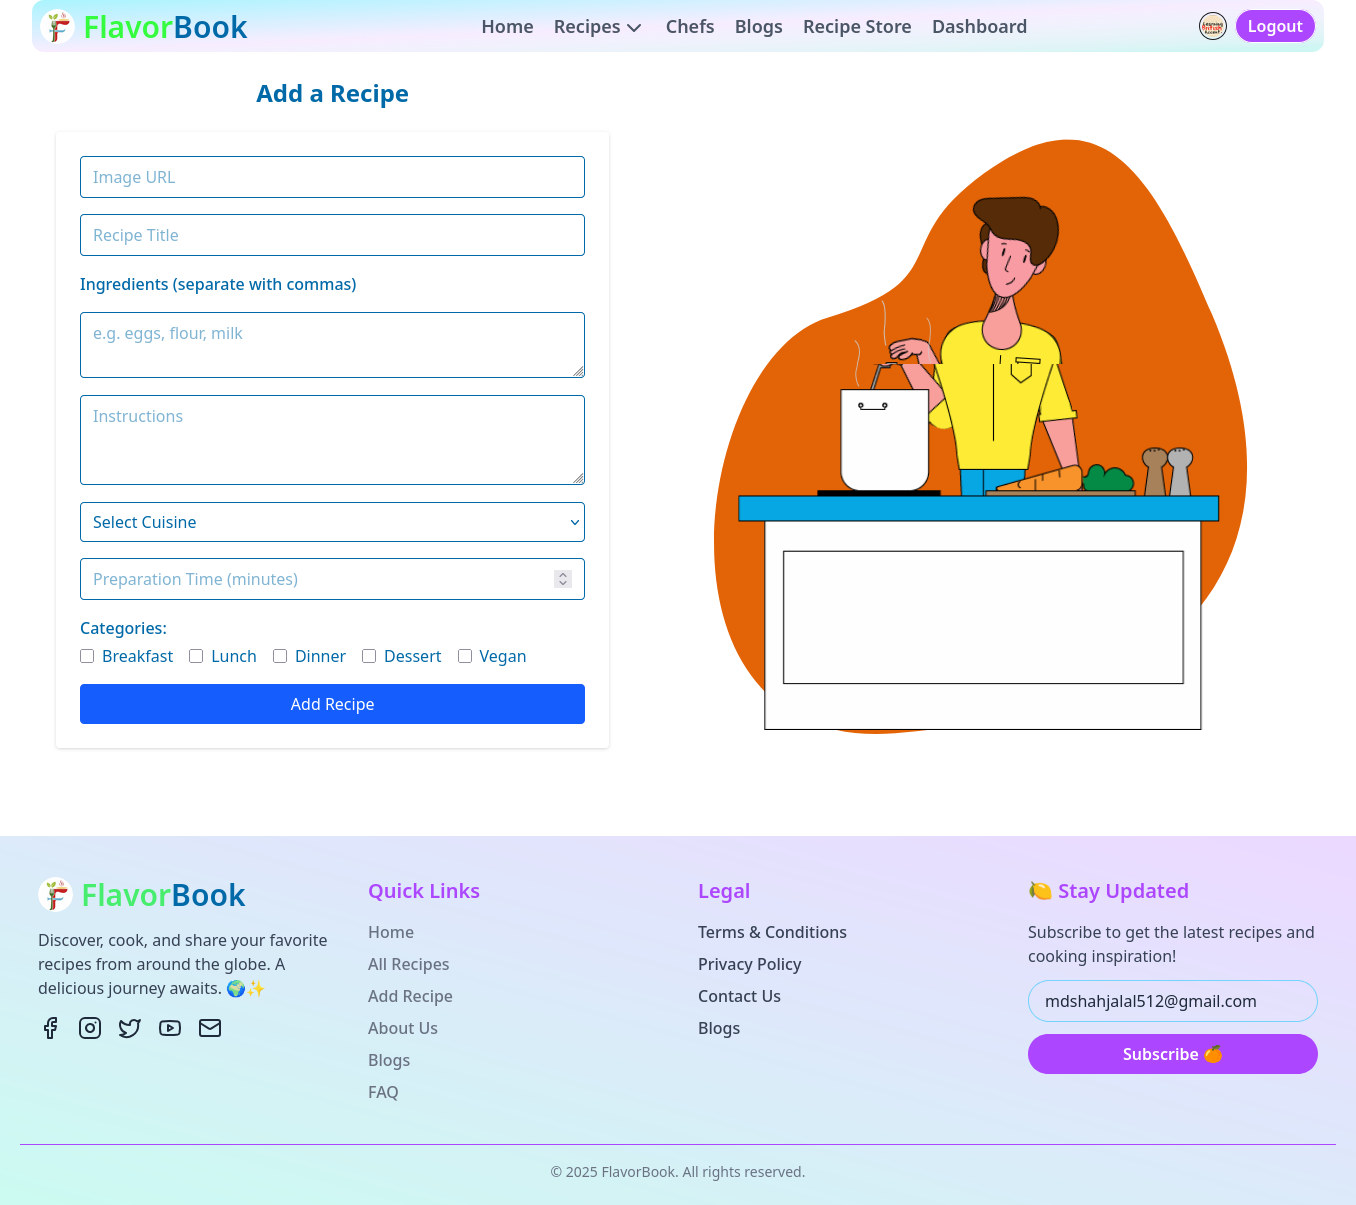 FlavorBook
Home Recipes Chefs Blogs Recipe Store Dashboard
Logout
Add a Recipe
Image URL
Recipe Title
Ingredients (separate with commas)
e.g. eggs, flour, milk
Instructions
Select Cuisine
Preparation Time (minutes)
Categories:
Breakfast Lunch Dinner Dessert Vegan
Add Recipe
FlavorBook
Discover, cook, and share your favorite
recipes from around the globe. A
delicious journey awaits. 🌍✨
Quick Links
Home
All Recipes
Add Recipe
About Us
Blogs
FAQ
Legal
Terms & Conditions
Privacy Policy
Contact Us
Blogs
🍋 Stay Updated
Subscribe to get the latest recipes and
cooking inspiration!
mdshahjalal512@gmail.com
Subscribe 🍊
© 2025 FlavorBook. All rights reserved.